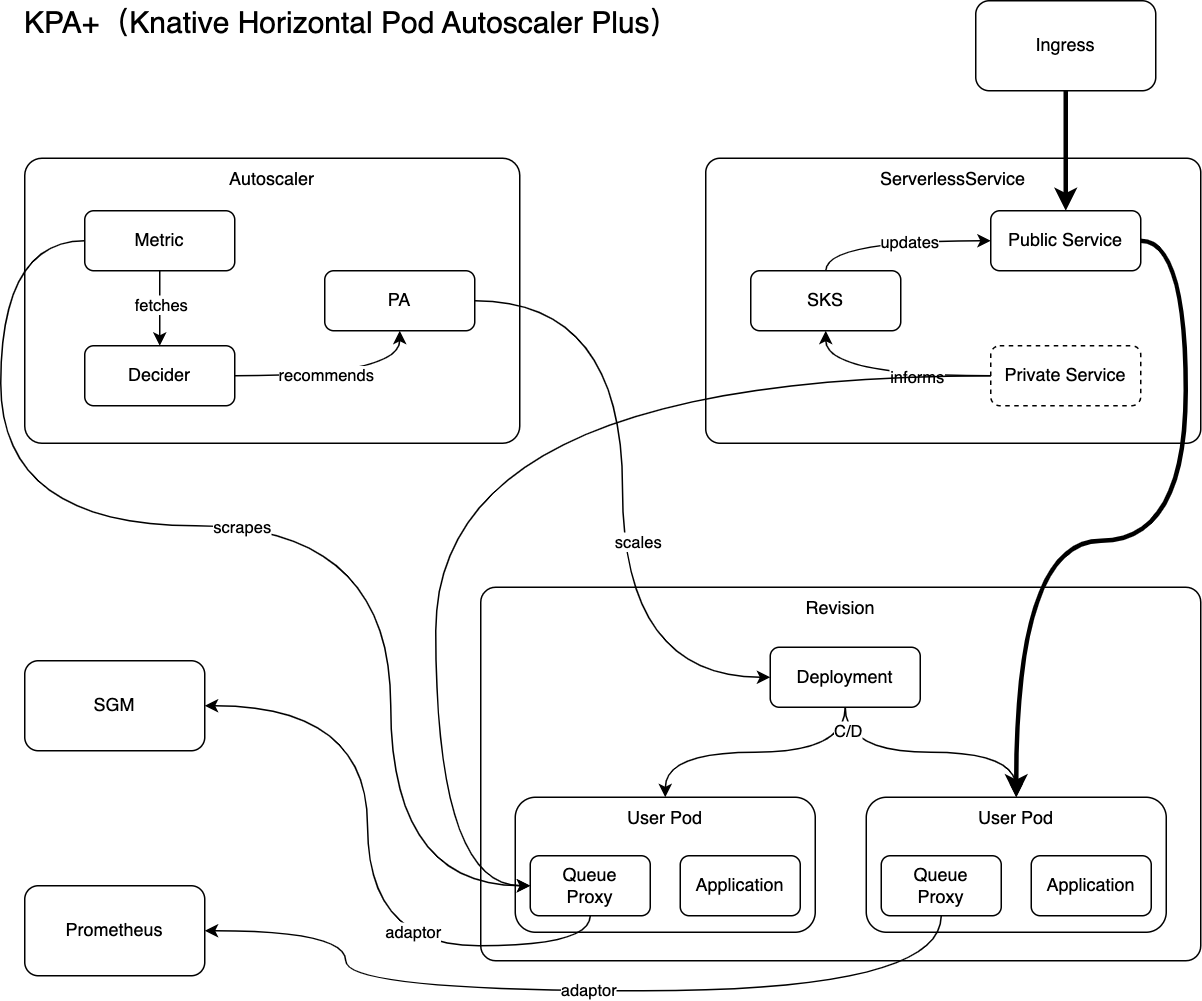 KPA+（Knative Horizontal Pod Autoscaler Plus）
Ingress
Autoscaler
Metric
fetches
Decider
recommends
PA
ServerlessService
Public Service
updates
SKS
informs
Private Service
scrapes
scales
Revision
Deployment
C/D
SGM
Prometheus
User Pod
Queue
Proxy
Application
User Pod
Queue
Proxy
Application
adaptor
adaptor